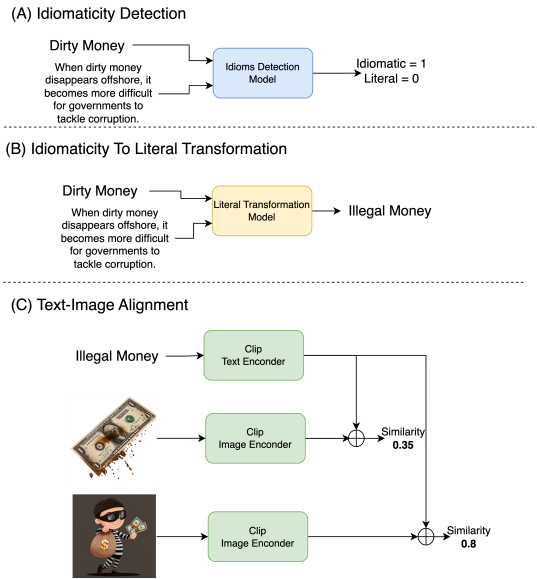 (A) Idiomaticity Detection
Dirty Money
When dirty money
disappears offshore, it
becomes more difficult
for governments to
tackle corruption.
Idioms Detection
Model
Idiomatic = 1
Literal = 0
(B) Idiomaticity To Literal Transformation
Dirty Money
When dirty money
disappears offshore, it
becomes more difficult
for governments to
tackle corruption.
Literal Transformation
Model
Illegal Money
(C) Text-Image Alignment
Illegal Money
Clip
Text Enconder
Clip
Image Enconder
Similarity
0.35
$
Clip
Image Enconder
Similarity
0.8